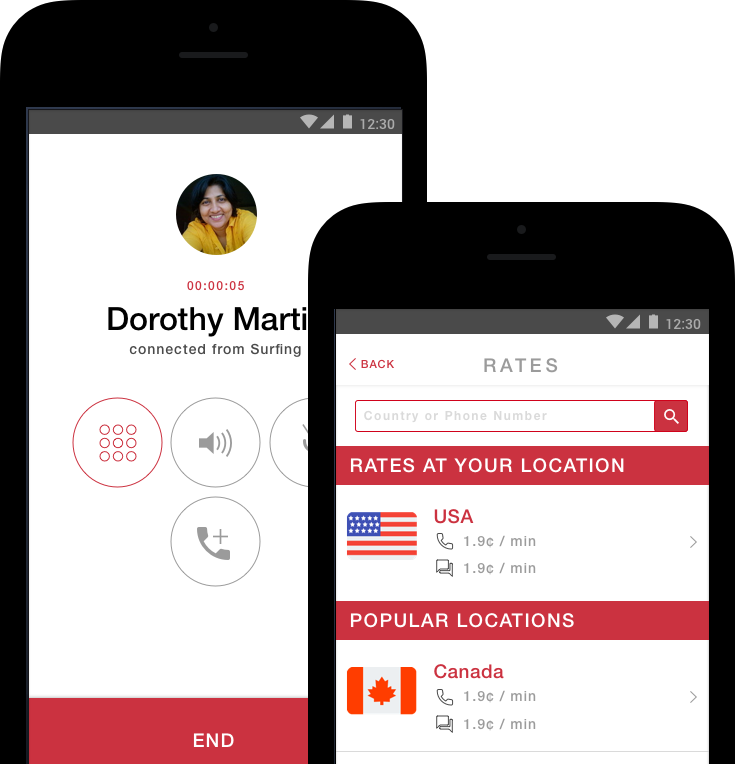 12:30
00:00:05
Dorothy Marti
connected from Surfing
END
12:30
BACK
RATES
Country or Phone Number
RATES AT YOUR LOCATION
USA
1.9¢ / min
1.9¢ / min
POPULAR LOCATIONS
Canada
1.9¢ / min
1.9¢ / min